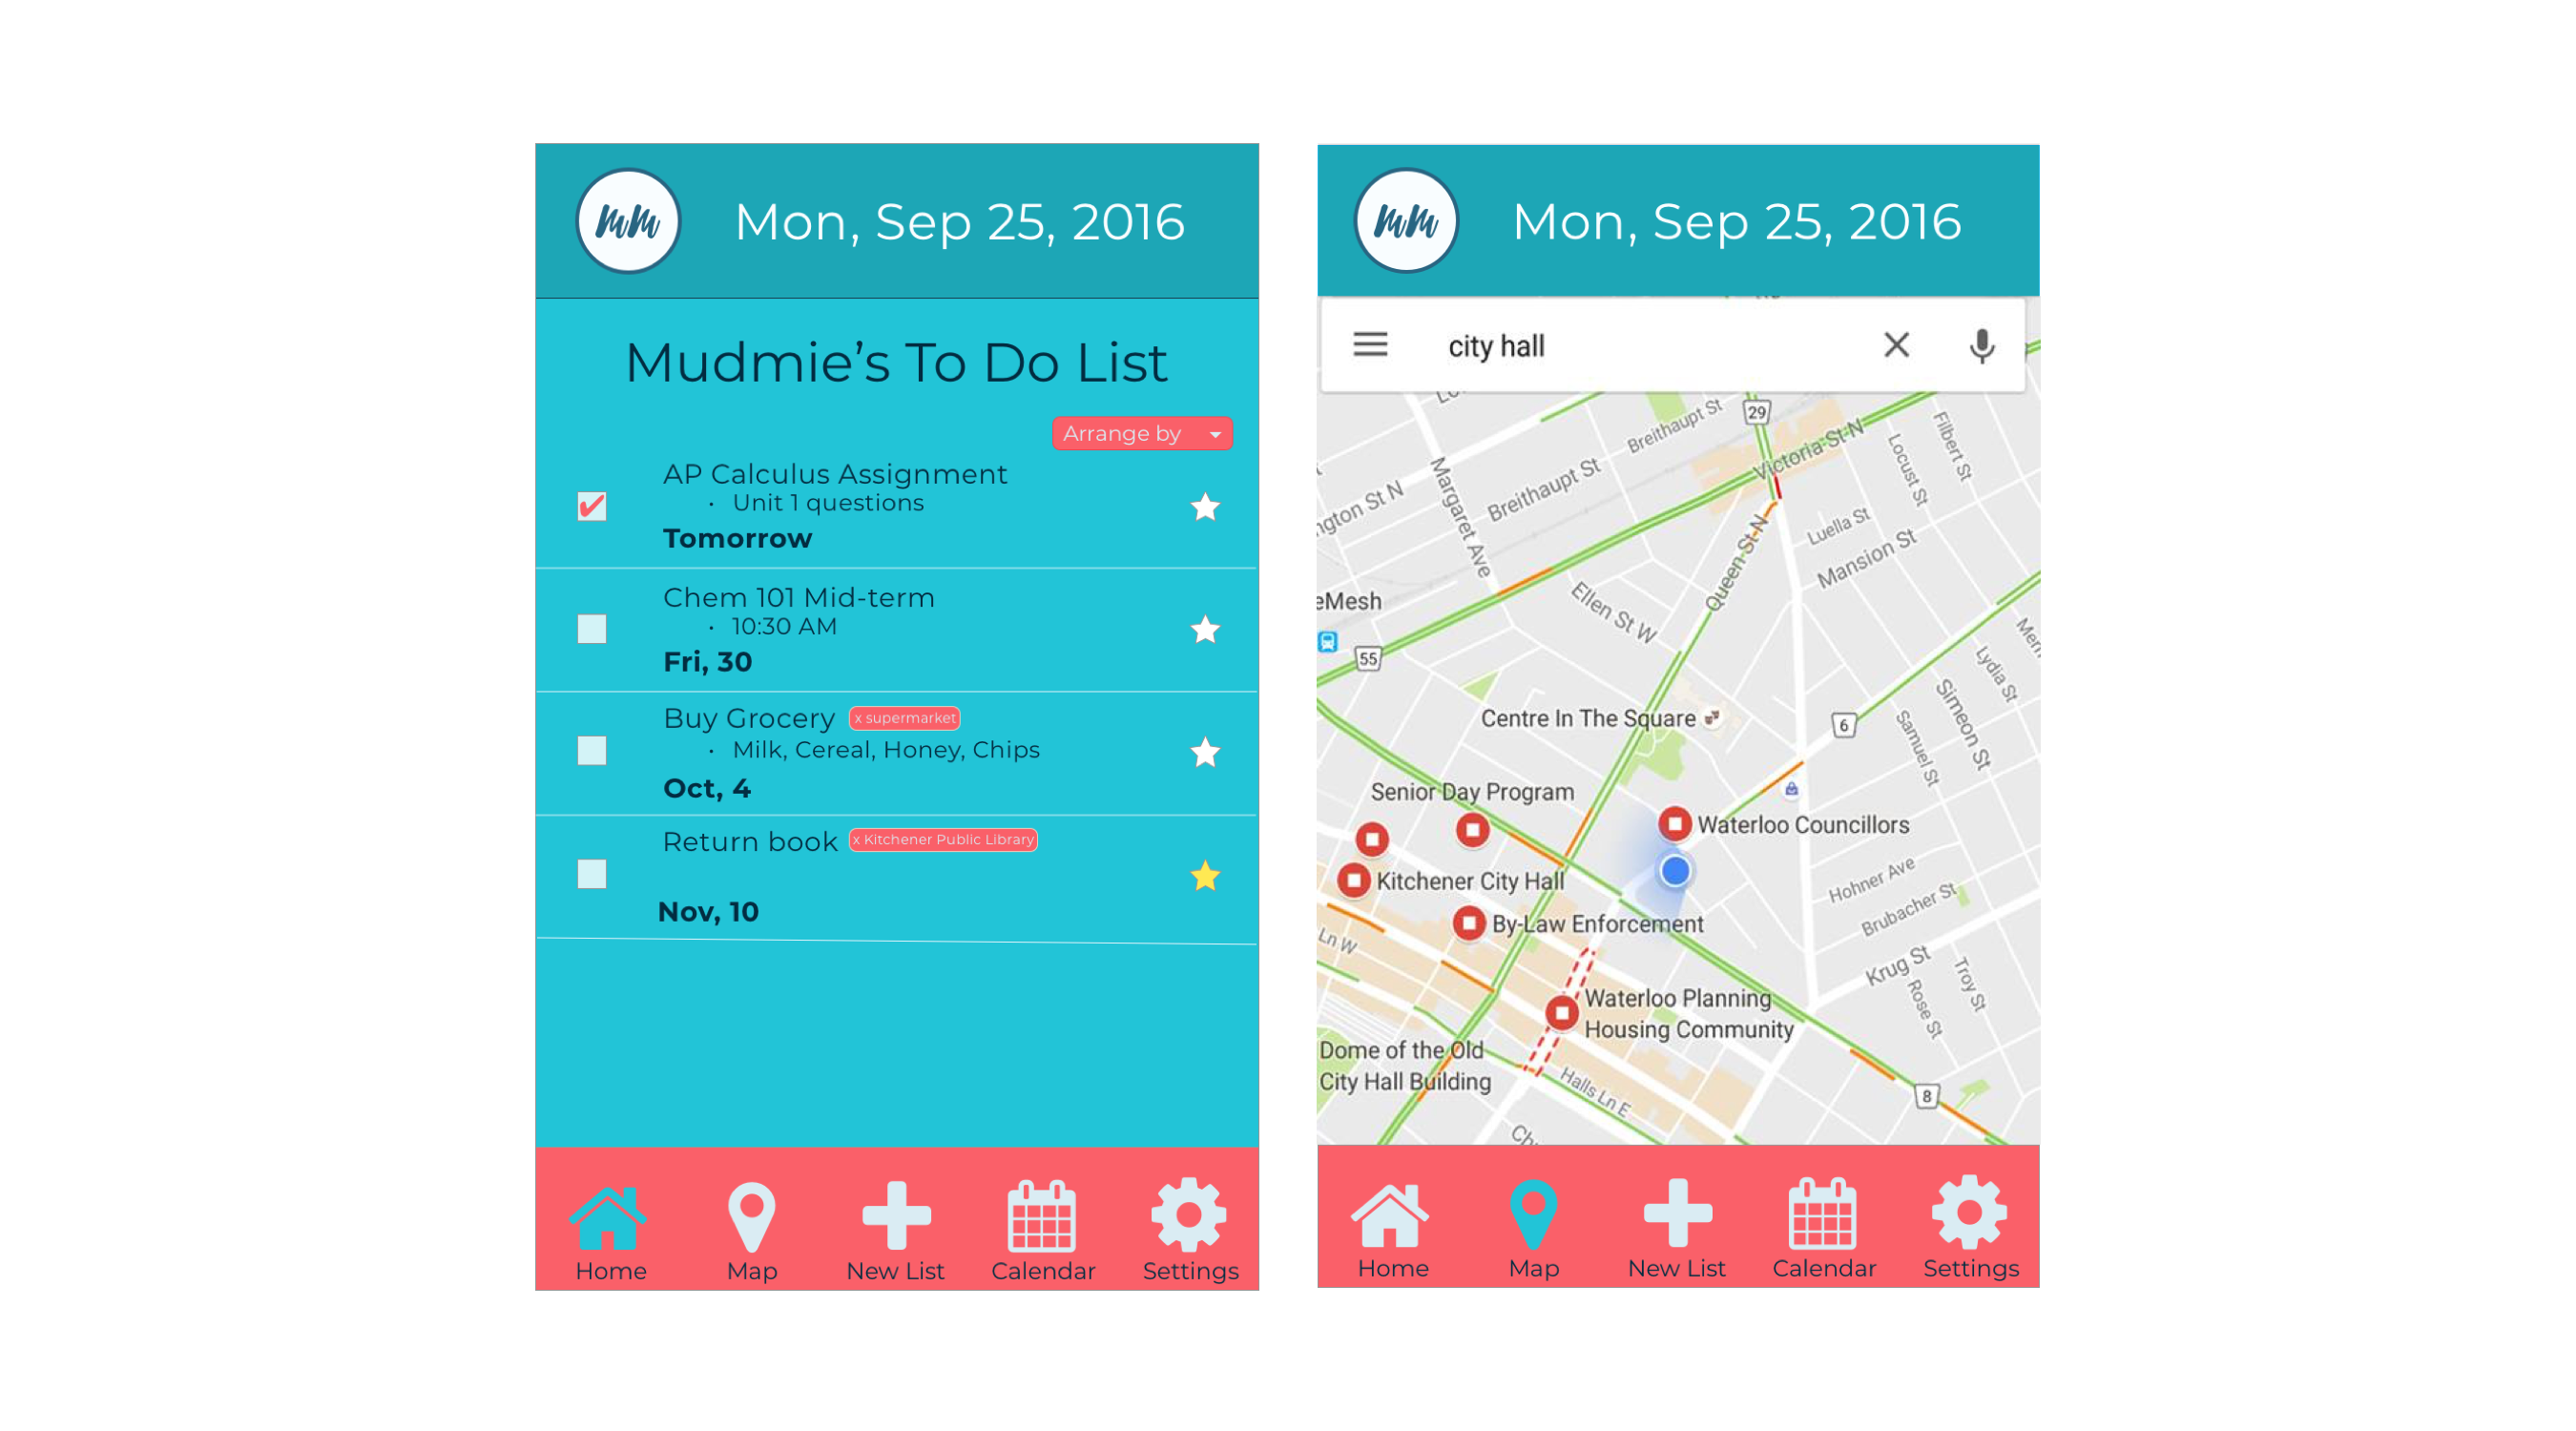 MM
Mon, Sep 25, 2016
Mudmie's To Do List
Arrange by
AP Calculus Assignment
• Unit 1 questions
Tomorrow
Chem 101 Mid-term
• 10:30 AM
Fri, 30
Buy Grocery x supermarket
• Milk, Cereal, Honey, Chips
Oct, 4
Return book x Kitchener Public Library
Nov, 10
Home Map New List Calendar Settings
MM
Mon, Sep 25, 2016
city hall
29
Breithaupt St
Victoria St N
Filbert St
Locust St
Margaret Ave
Breithaupt St
ngton St N
Queen St N
Luella St
Mansion St
eMesh
Ellen St W
55
Lydia St
Simeon St
Samuel St
6
Centre In The Square
Senior Day Program
Waterloo Councillors
Kitchener City Hall
Hohner Ave
Brubacher St
By-Law Enforcement
Ln W
Krug St
Troy St
Rose St
Waterloo Planning
Housing Community
Dome of the Old
City Hall Building
Halls Ln E
8
Home Map New List Calendar Settings